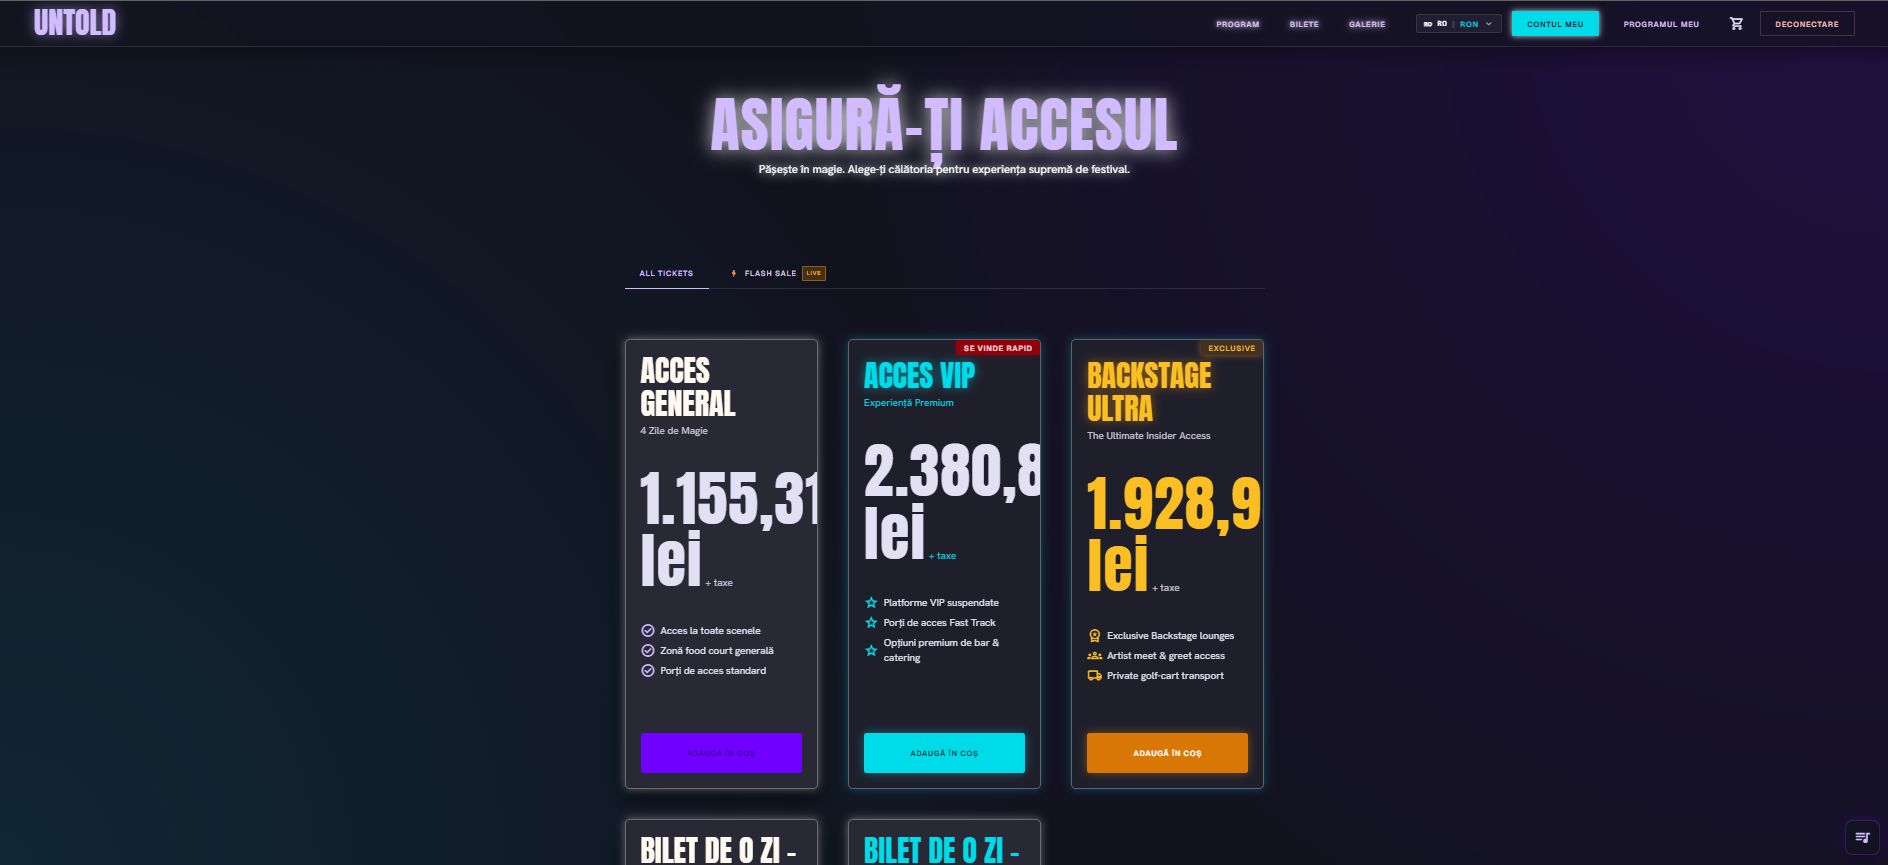 UNTOLD
PROGRAM
BILETE
GALERIE
RO RO | RON
CONTUL MEU
PROGRAMUL MEU
DECONECTARE
ASIGURĂ-ȚI ACCESUL
Pășește în magie. Alege-ți călătoria pentru experiența supremă de festival.
ALL TICKETS
FLASH SALE LIVE
ACCES
GENERAL
4 Zile de Magie
1.155,31
lei + taxe
Acces la toate scenele
Zonă food court generală
Porți de acces standard
ADAUGĂ ÎN COȘ
SE VINDE RAPID
ACCES VIP
Experiență Premium
2.380,8
lei + taxe
Platforme VIP suspendate
Porți de acces Fast Track
Opțiuni premium de bar &
catering
ADAUGĂ ÎN COȘ
EXCLUSIVE
BACKSTAGE
ULTRA
The Ultimate Insider Access
1.928,9
lei + taxe
Exclusive Backstage lounges
Artist meet & greet access
Private golf-cart transport
ADAUGĂ ÎN COȘ
BILET DE O ZI -
BILET DE O ZI -